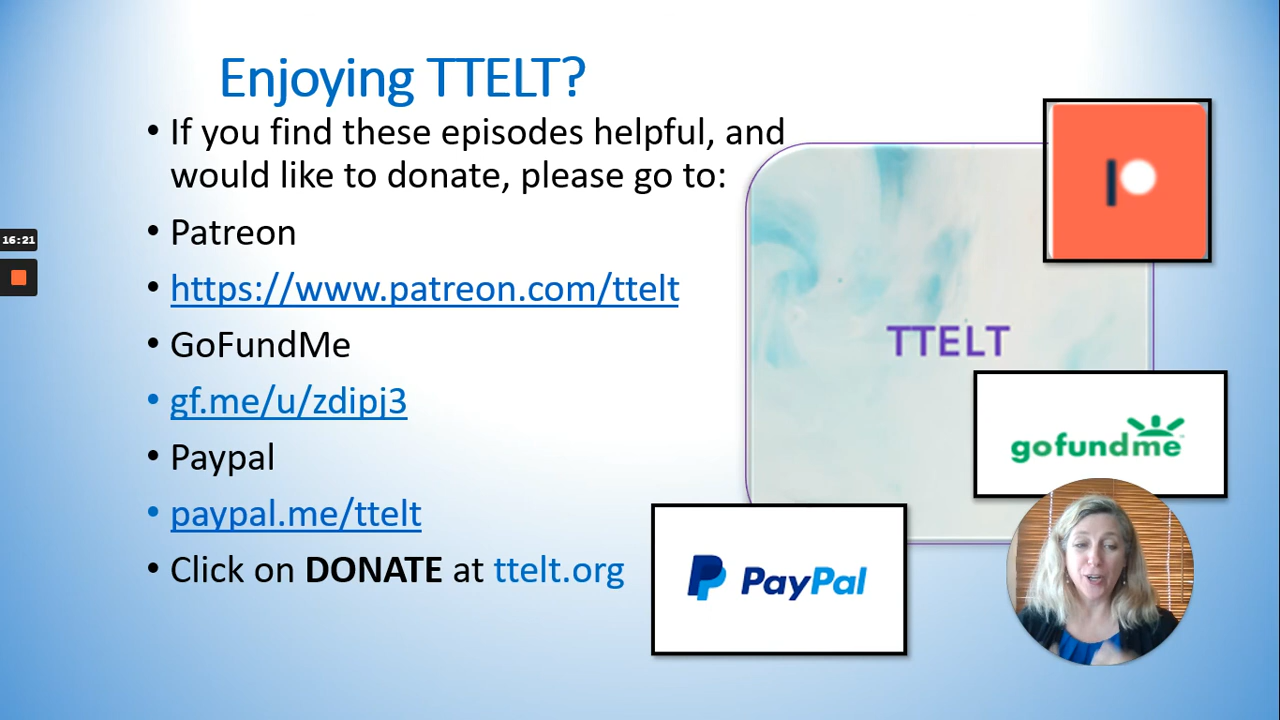 Enjoying TTELT?
• If you find these episodes helpful, and
would like to donate, please go to:
• Patreon
• https://www.patreon.com/ttelt
• GoFundMe
• gf.me/u/zdipj3
• Paypal
• paypal.me/ttelt
• Click on DONATE at ttelt.org
16:21
TTELT
gofundme
PayPal